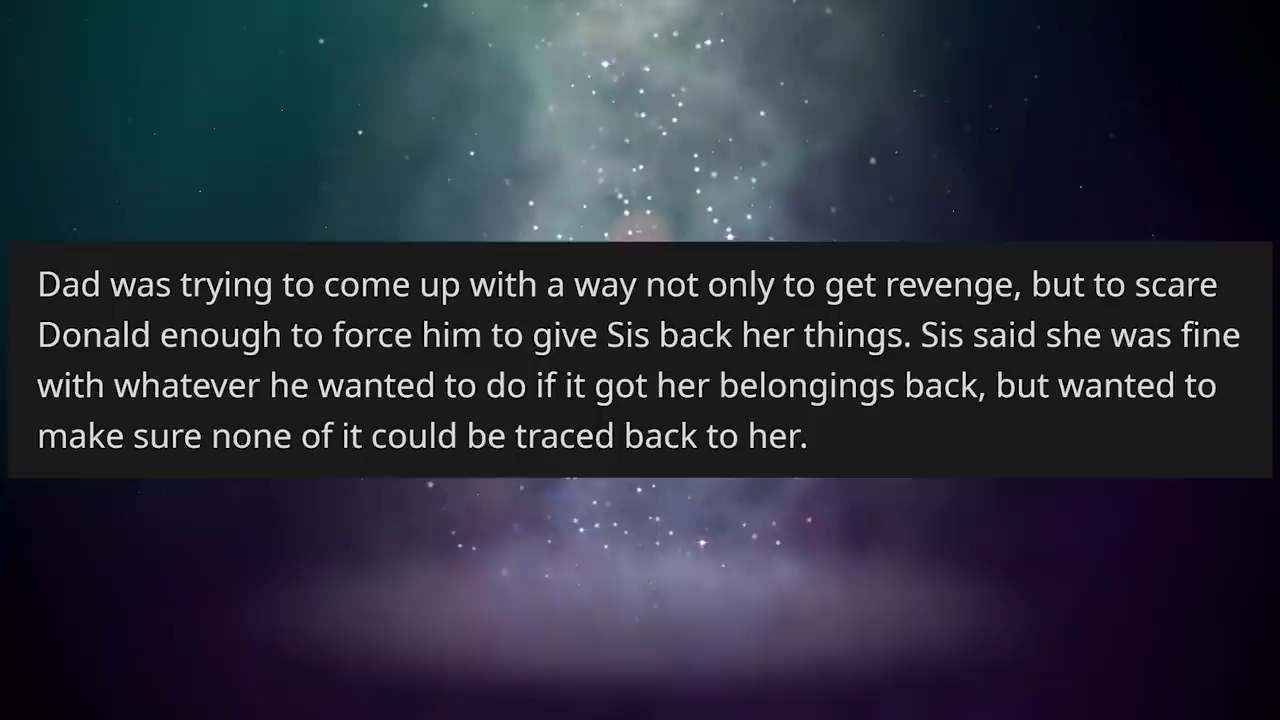 Dad was trying to come up with a way not only to get revenge, but to scare
Donald enough to force him to give Sis back her things. Sis said she was fine
with whatever he wanted to do if it got her belongings back, but wanted to
make sure none of it could be traced back to her.